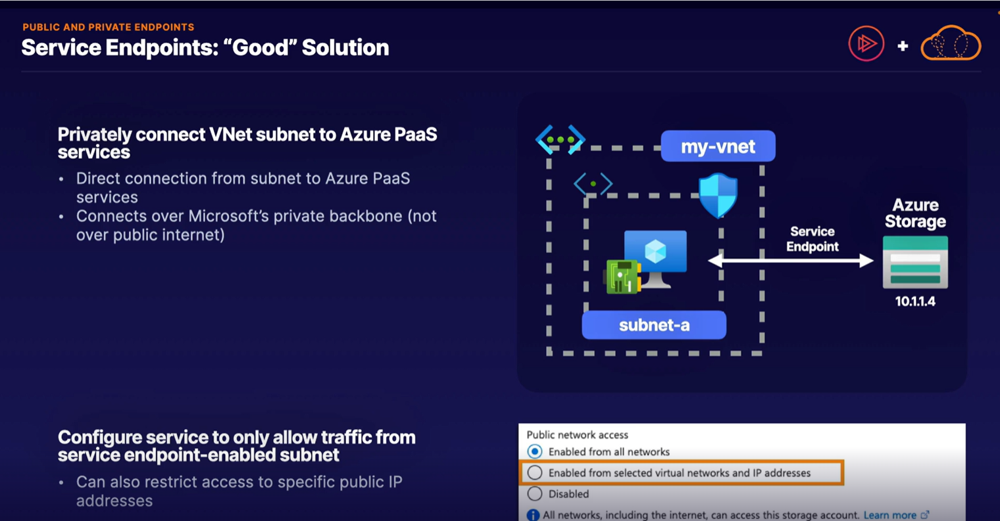 PUBLIC AND PRIVATE ENDPOINTS
Service Endpoints: “Good” Solution
Privately connect VNet subnet to Azure PaaS
services
• Direct connection from subnet to Azure PaaS
services
• Connects over Microsoft’s private backbone (not
over public internet)
my-vnet
subnet-a
Service
Endpoint
Azure
Storage
10.1.1.4
Configure service to only allow traffic from
service endpoint-enabled subnet
• Can also restrict access to specific public IP
addresses
Public network access
Enabled from all networks
Enabled from selected virtual networks and IP addresses
Disabled
All networks, including the internet, can access this storage account. Learn more